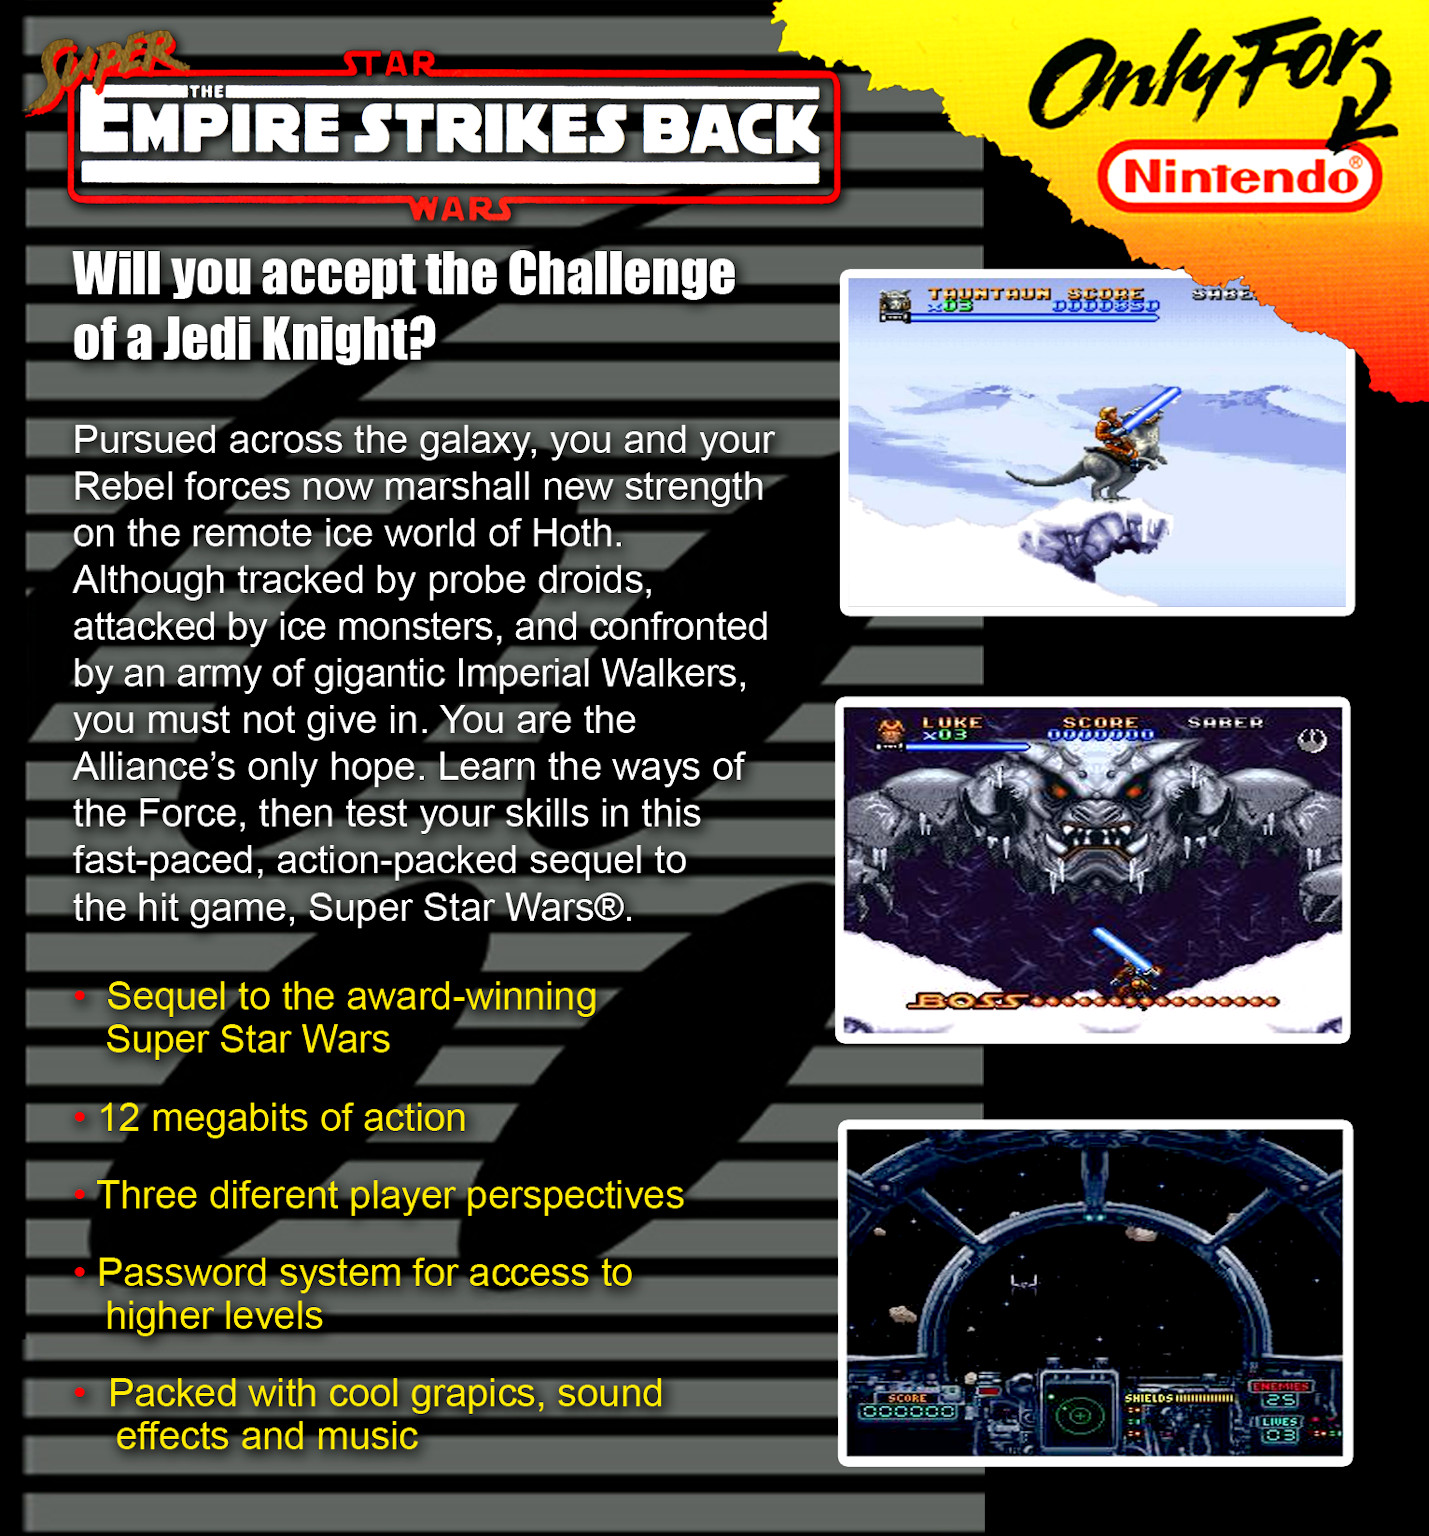 SUPER
STAR
THE
EMPIRE STRIKES BACK
WARS
Only For
Nintendo®
Will you accept the Challenge
of a Jedi Knight?
Pursued across the galaxy, you and your
Rebel forces now marshall new strength
on the remote ice world of Hoth.
Although tracked by probe droids,
attacked by ice monsters, and confronted
by an army of gigantic Imperial Walkers,
you must not give in. You are the
Alliance’s only hope. Learn the ways of
the Force, then test your skills in this
fast-paced, action-packed sequel to
the hit game, Super Star Wars®.
• Sequel to the award-winning
Super Star Wars
• 12 megabits of action
• Three diferent player perspectives
• Password system for access to
higher levels
• Packed with cool grapics, sound
effects and music
TAUNTAUN SCORE SABE
x03 0000850
LUKE SCORE SABER
x03 0000000
BOSS
SCORE
000000
SHIELDS
ENEMIES
25
LIVES
03